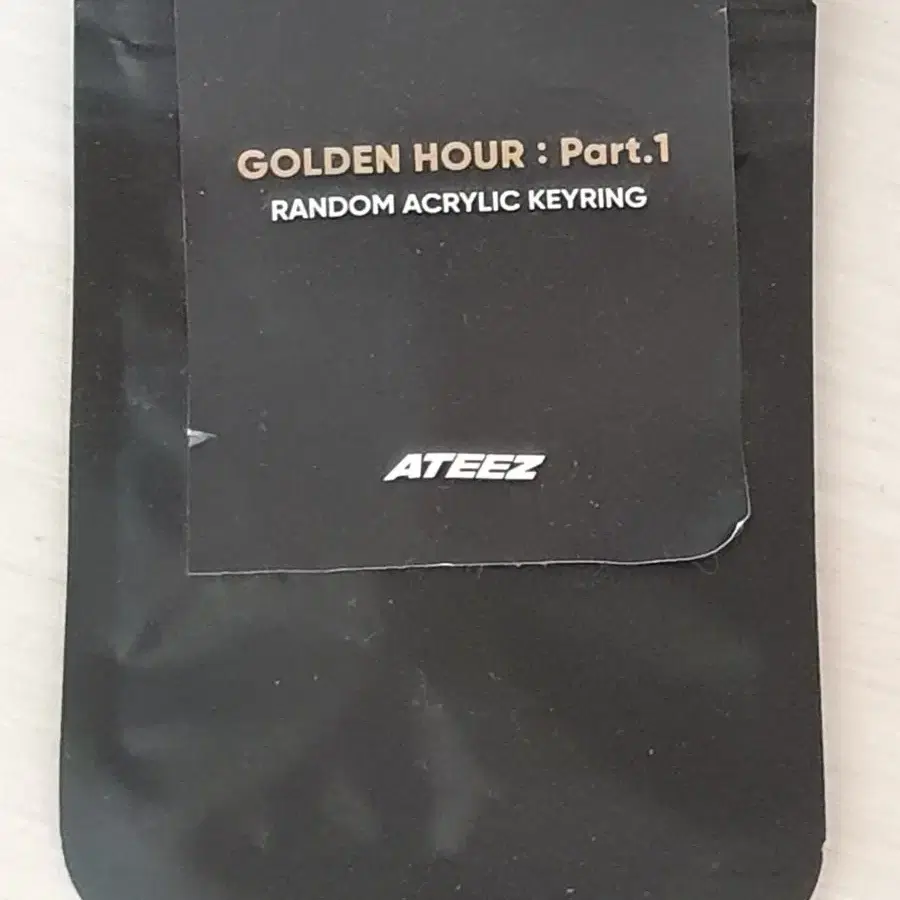 GOLDEN HOUR : Part.1
RANDOM ACRYLIC KEYRING
ATEEZ